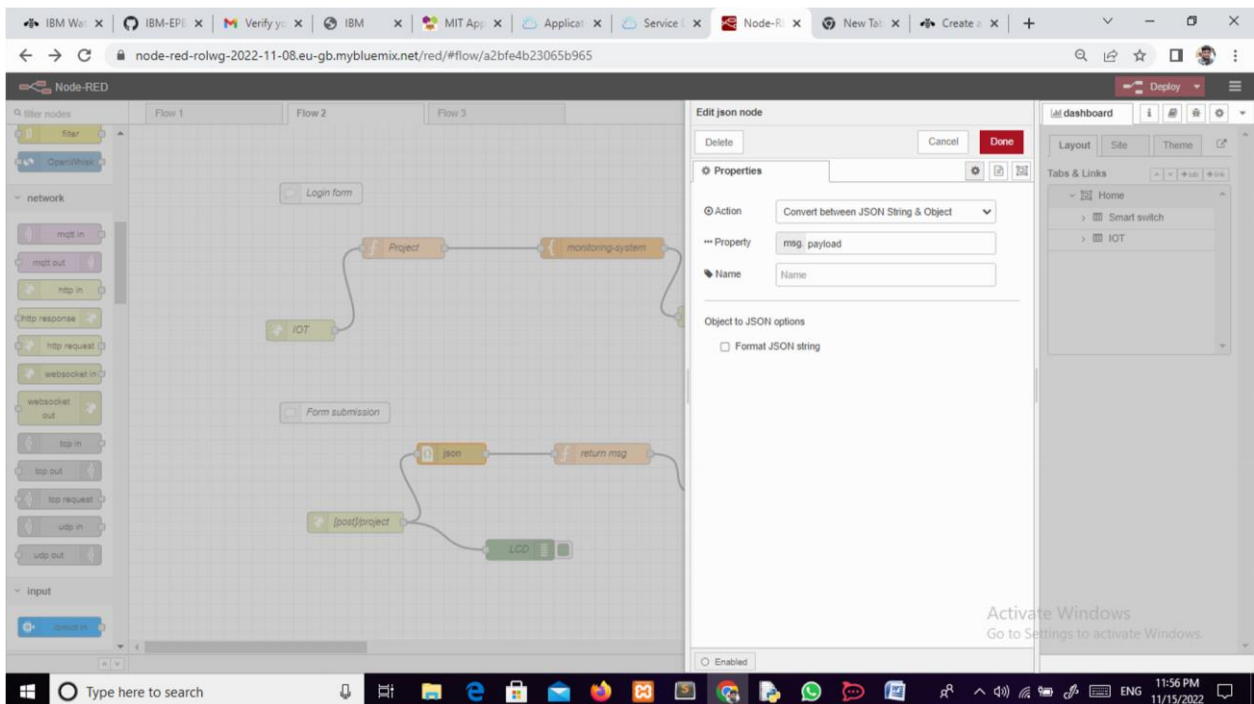 IBM Wat
IBM-EPB
Verify yo
IBM
MIT App
Applicat
Service
Node-RE
New Tab
Create a
node-red-rolwg-2022-11-08.eu-gb.mybluemix.net/red/#flow/a2bfe4b23065b965
Node-RED
Deploy
filter nodes
Flow 1
Flow 2
Flow 3
filter
OpenWhisk
network
mqtt in
mqtt out
http in
http response
http request
websocket in
websocket
out
tcp in
tcp out
tcp request
udp in
udp out
input
Login form
Project
monitoring-system
IOT
Form submission
json
return msg
[post]/project
LCD
Edit json node
Delete
Cancel
Done
Properties
Action
Convert between JSON String & Object
Property
msg. payload
Name
Name
Object to JSON options
Format JSON string
Enabled
dashboard
Layout
Site
Theme
Tabs & Links
+tab
+link
Home
Smart switch
IOT
Activate Windows
Go to Settings to activate Windows.
Type here to search
ENG
11:56 PM
11/15/2022